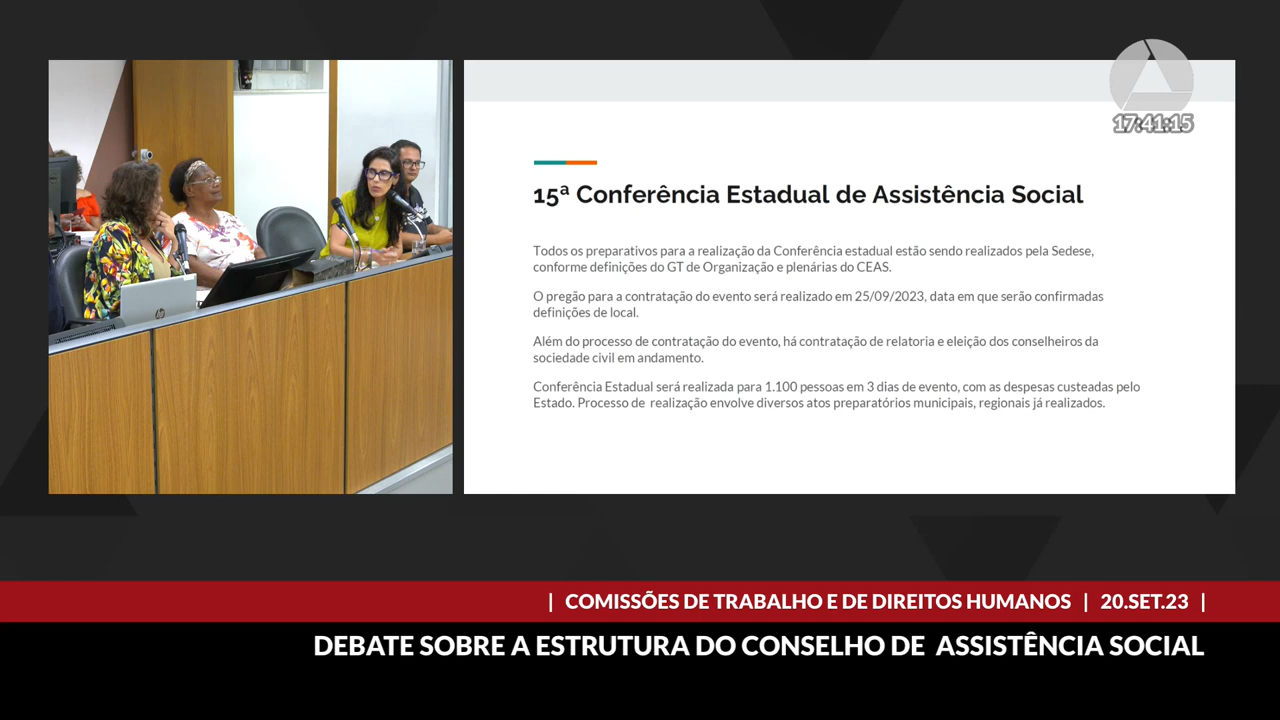 17:41:15
15ª Conferência Estadual de Assistência Social
Todos os preparativos para a realização da Conferência estadual estão sendo realizados pela Sedese,
conforme definições do GT de Organização e plenárias do CEAS.
O pregão para a contratação do evento será realizado em 25/09/2023, data em que serão confirmadas
definições de local.
Além do processo de contratação do evento, há contratação de relatoria e eleição dos conselheiros da
sociedade civil em andamento.
Conferência Estadual será realizada para 1.100 pessoas em 3 dias de evento, com as despesas custeadas pelo
Estado. Processo de realização envolve diversos atos preparatórios municipais, regionais já realizados.
hp
| COMISSÕES DE TRABALHO E DE DIREITOS HUMANOS | 20.SET.23 |
DEBATE SOBRE A ESTRUTURA DO CONSELHO DE ASSISTÊNCIA SOCIAL